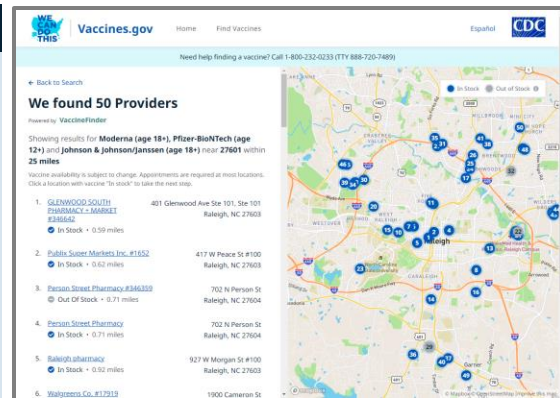 WE
CAN
DO
THIS
Vaccines.gov
Home
Find Vaccines
Español
CDC
Need help finding a vaccine? Call 1-800-232-0233 (TTY 888-720-7489)
← Back to Search
We found 50 Providers
Powered by VaccineFinder
Showing results for Moderna (age 18+), Pfizer-BioNTech (age
12+) and Johnson & Johnson/Janssen (age 18+) near 27601 within
25 miles
Vaccine availability is subject to change. Appointments are required at most locations.
Click a location with vaccine "In stock" to take the next step.
1. GLENWOOD SOUTH
PHARMACY + MARKET
#346642
In Stock • 0.59 miles
401 Glenwood Ave Ste 101, Ste 101
Raleigh, NC 27603
2. Publix Super Markets Inc. #1652
In Stock • 0.62 miles
417 W Peace St #100
Raleigh, NC 27603
3. Person Street Pharmacy #346359
Out Of Stock • 0.71 miles
702 N Person St
Raleigh, NC 27604
4. Person Street Pharmacy
In Stock • 0.71 miles
702 N Person St
Raleigh, NC 27604
5. Raleigh pharmacy
In Stock • 0.92 miles
927 W Morgan St #100
Raleigh, NC 27603
6. Walgreens Co. #17919
1900 Cameron St
In Stock
Out of Stock
Raleigh
Garner